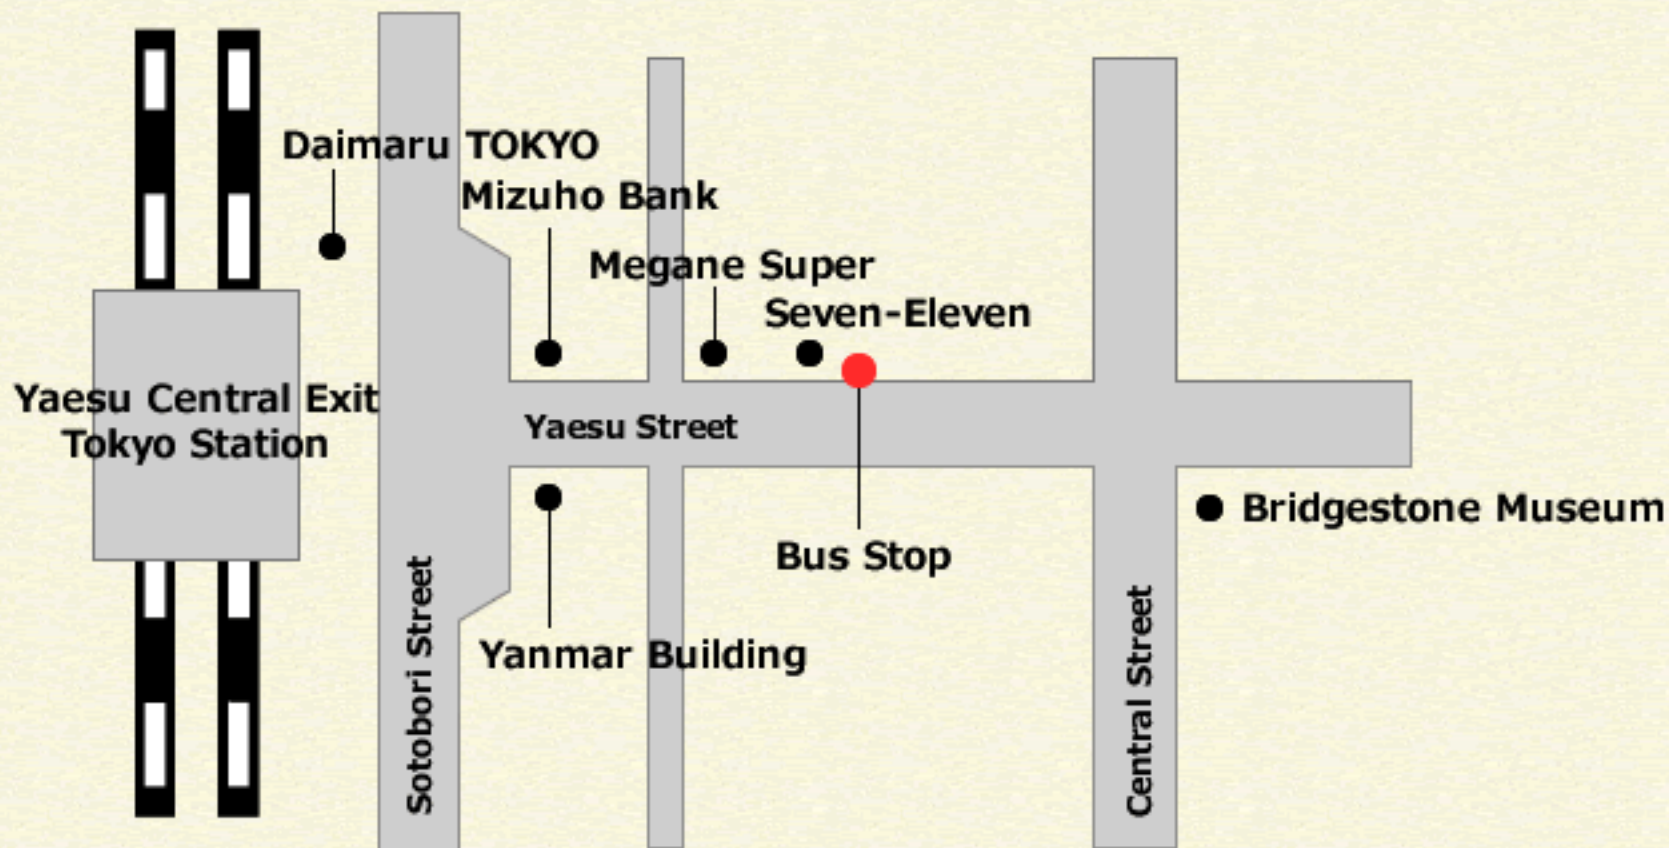 Daimaru TOKYO
Mizuho Bank
Megane Super
Seven-Eleven
Yaesu Central Exit
Tokyo Station
Yaesu Street
Bridgestone Museum
Bus Stop
Yanmar Building
Sotobori Street
Central Street